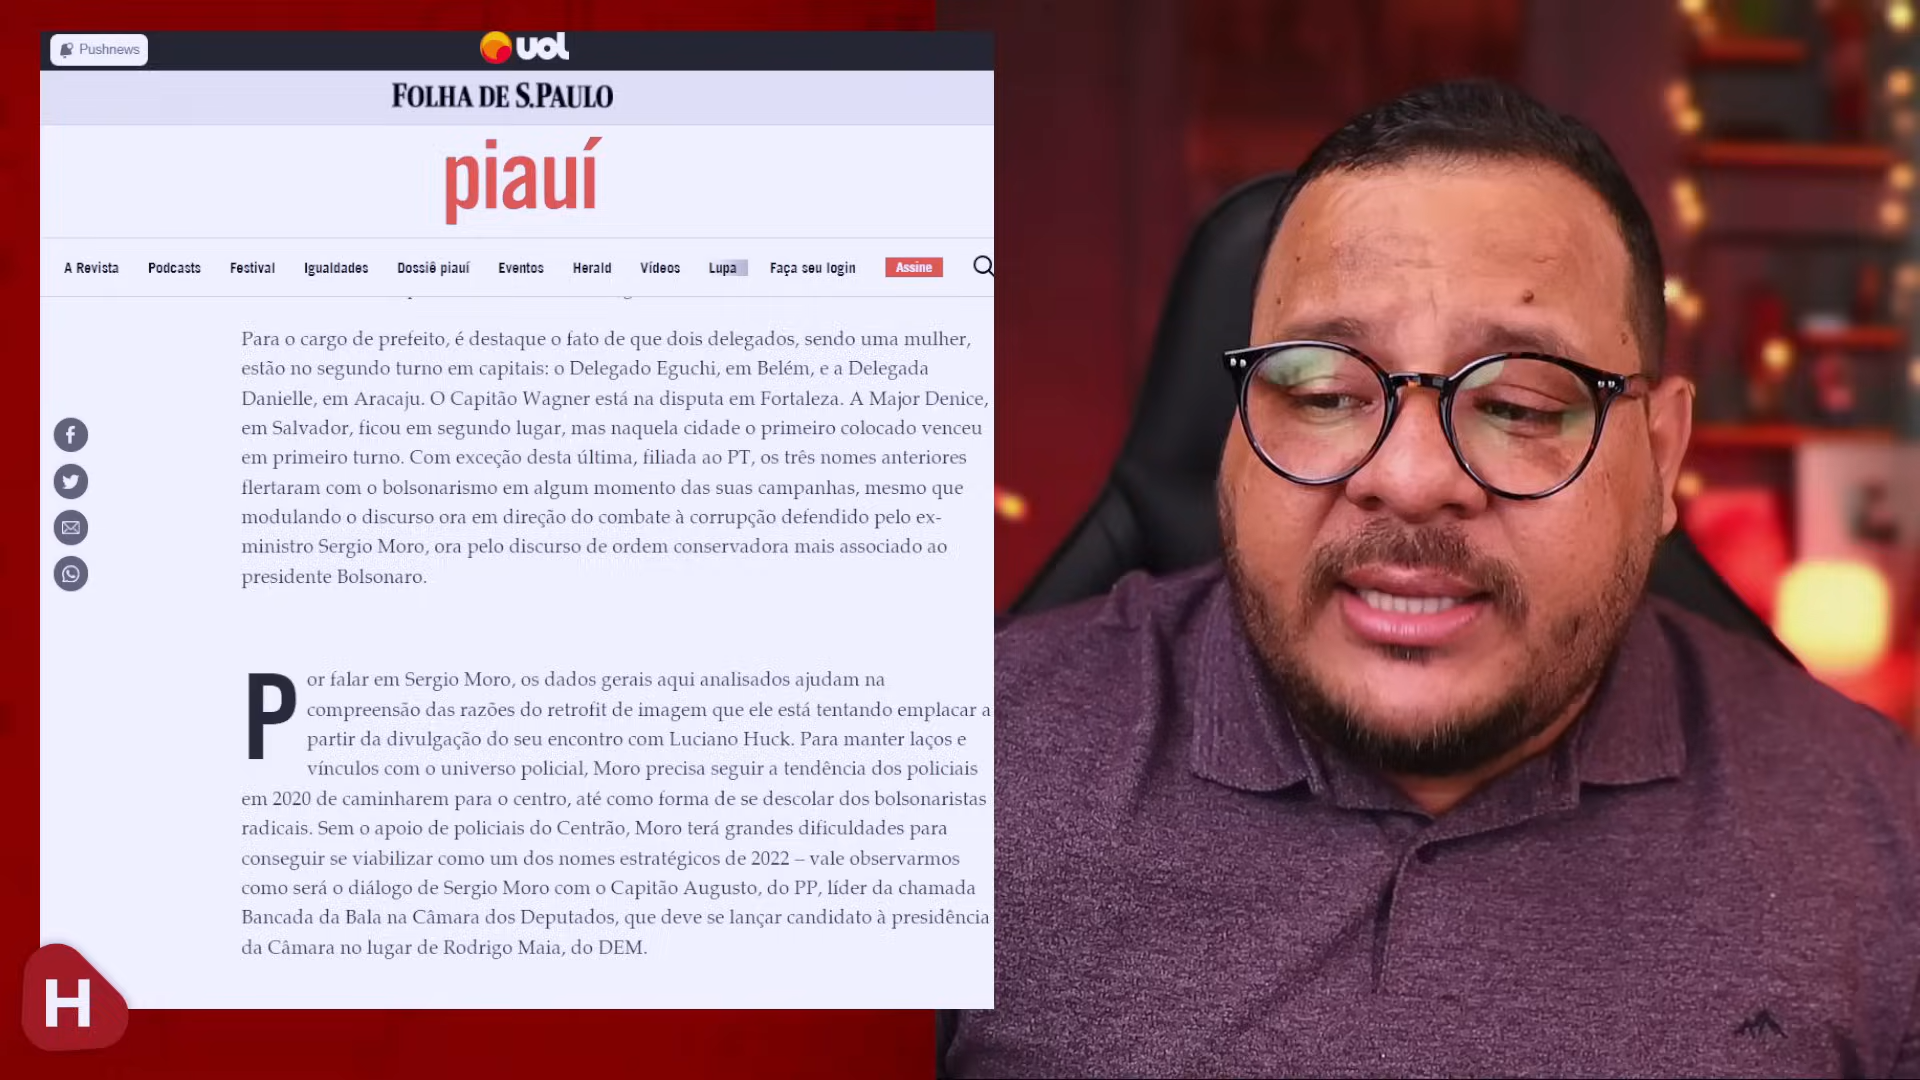 Pushnews
uol
FOLHA DE S.PAULO
piauí
A Revista Podcasts Festival Igualdades Dossiê piauí Eventos Herald Vídeos Lupa Faça seu login Assine
Para o cargo de prefeito, é destaque o fato de que dois delegados, sendo uma mulher,
estão no segundo turno em capitais: o Delegado Eguchi, em Belém, e a Delegada
Danielle, em Aracaju. O Capitão Wagner está na disputa em Fortaleza. A Major Denice,
em Salvador, ficou em segundo lugar, mas naquela cidade o primeiro colocado venceu
em primeiro turno. Com exceção desta última, filiada ao PT, os três nomes anteriores
flertaram com o bolsonarismo em algum momento das suas campanhas, mesmo que
modulando o discurso ora em direção do combate à corrupção defendido pelo ex-
ministro Sergio Moro, ora pelo discurso de ordem conservadora mais associado ao
presidente Bolsonaro.
Por falar em Sergio Moro, os dados gerais aqui analisados ajudam na
compreensão das razões do retrofit de imagem que ele está tentando emplacar a
partir da divulgação do seu encontro com Luciano Huck. Para manter laços e
vínculos com o universo policial, Moro precisa seguir a tendência dos policiais
em 2020 de caminharem para o centro, até como forma de se descolar dos bolsonaristas
radicais. Sem o apoio de policiais do Centrão, Moro terá grandes dificuldades para
conseguir se viabilizar como um dos nomes estratégicos de 2022 – vale observarmos
como será o diálogo de Sergio Moro com o Capitão Augusto, do PP, líder da chamada
Bancada da Bala na Câmara dos Deputados, que deve se lançar candidato à presidência
da Câmara no lugar de Rodrigo Maia, do DEM.
H